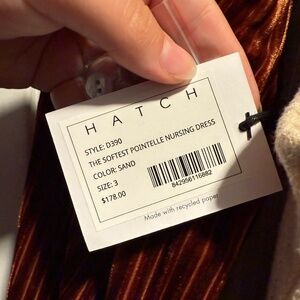 HATCH
STYLE: D390
THE SOFTEST POINTELLE NURSING DRESS
COLOR: SAND
SIZE: 3
$178.00
842956116882
Made with recycled paper